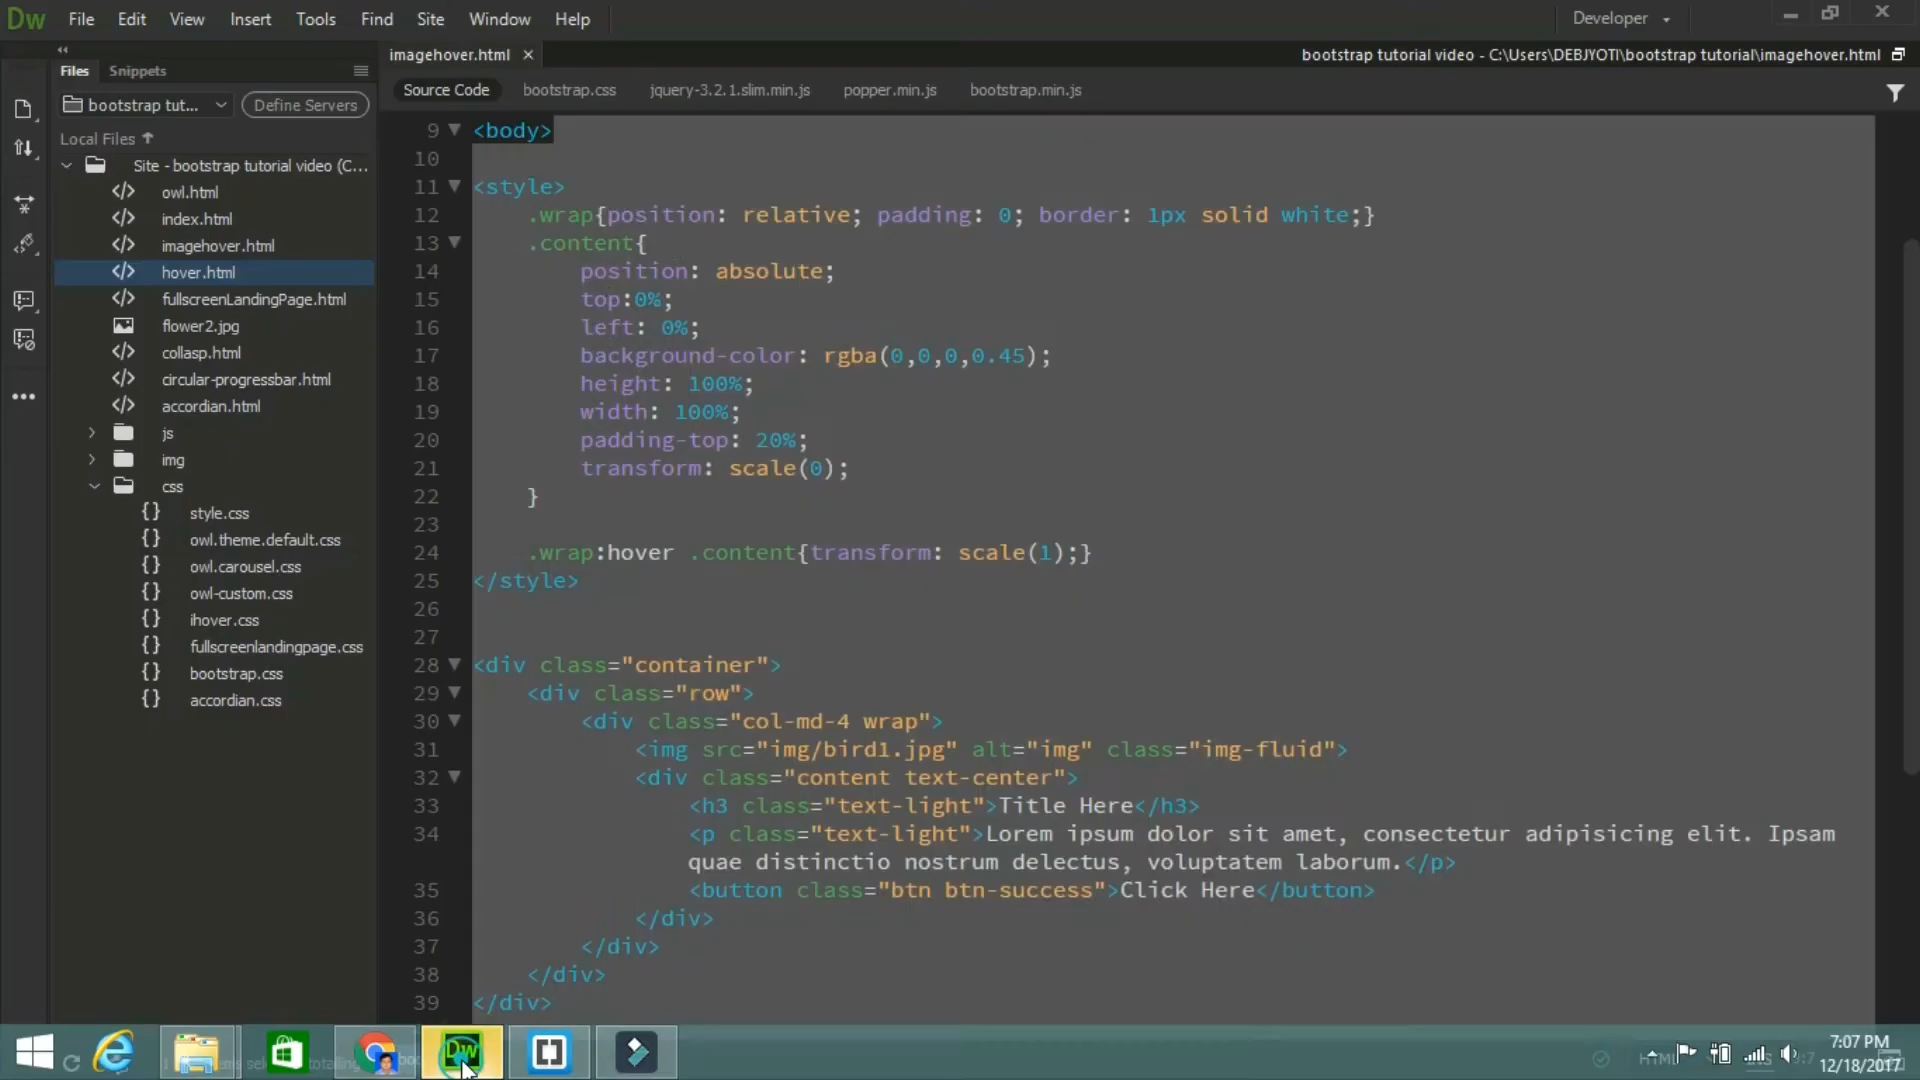 Dw File Edit View Insert Tools Find Site Window Help Developer
Files Snippets
imagehover.html
bootstrap tutorial video - C:\Users\DEBJYOTI\bootstrap tutorial\imagehover.html
Source Code bootstrap.css jquery-3.2.1.slim.min.js popper.min.js bootstrap.min.js
bootstrap tut... Define Servers
Local Files
Site - bootstrap tutorial video (C...
owl.html
index.html
imagehover.html
hover.html
fullscreenLandingPage.html
flower2.jpg
collasp.html
circular-progressbar.html
accordian.html
js
img
css
style.css
owl.theme.default.css
owl.carousel.css
owl-custom.css
ihover.css
fullscreenlandingpage.css
bootstrap.css
accordian.css
9 <body>
10
11 <style>
12 .wrap{position: relative; padding: 0; border: 1px solid white;}
13 .content{
14 position: absolute;
15 top:0%;
16 left: 0%;
17 background-color: rgba(0,0,0,0.45);
18 height: 100%;
19 width: 100%;
20 padding-top: 20%;
21 transform: scale(0);
22 }
23
24 .wrap:hover .content{transform: scale(1);}
25 </style>
26
27
28 <div class="container">
29 <div class="row">
30 <div class="col-md-4 wrap">
31 <img src="img/bird1.jpg" alt="img" class="img-fluid">
32 <div class="content text-center">
33 <h3 class="text-light">Title Here</h3>
34 <p class="text-light">Lorem ipsum dolor sit amet, consectetur adipisicing elit. Ipsam
quae distinctio nostrum delectus, voluptatem laborum.</p>
35 <button class="btn btn-success">Click Here</button>
36 </div>
37 </div>
38 </div>
39 </div>
Dw
7:07 PM
12/18/2017